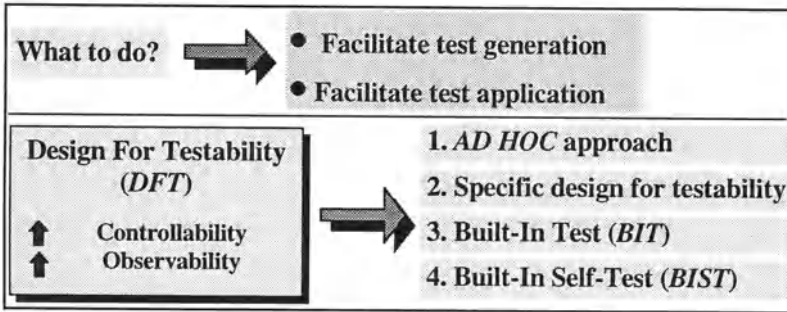 What to do?
● Facilitate test generation
● Facilitate test application
Design For Testability
(DFT)
Controllability
Observability
1. AD HOC approach
2. Specific design for testability
3. Built-In Test (BIT)
4. Built-In Self-Test (BIST)